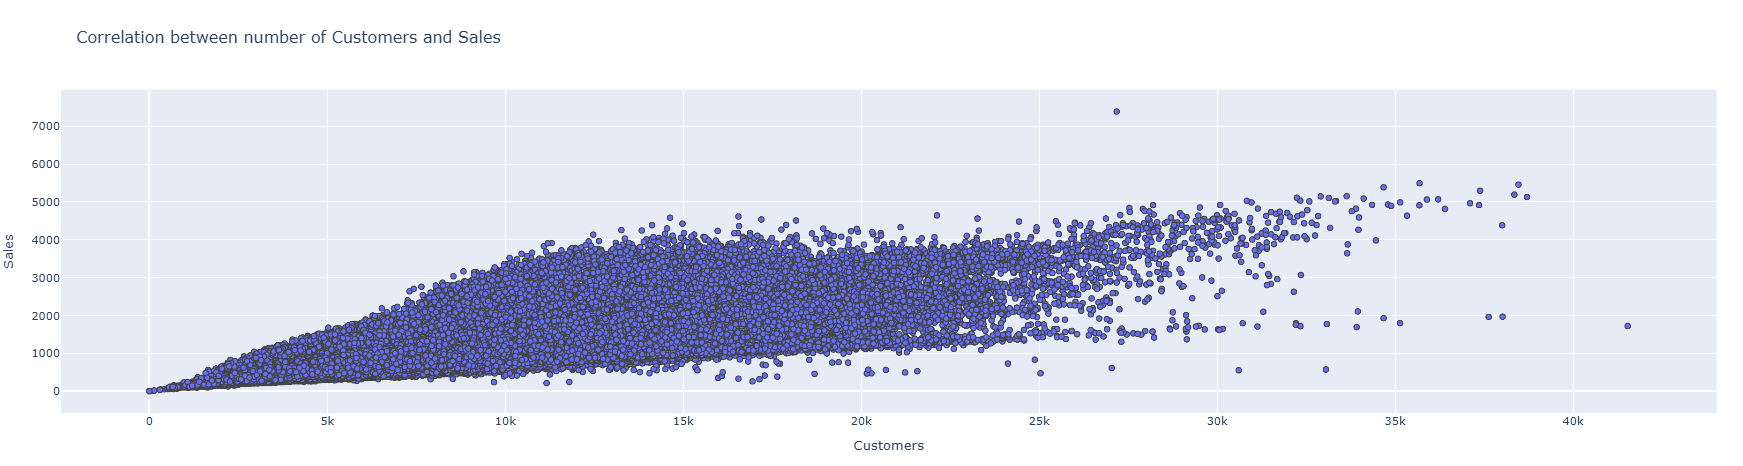 Correlation between number of Customers and Sales
Sales
7000
6000
5000
4000
3000
2000
1000
0
0 5k 10k 15k 20k 25k 30k 35k 40k
Customers